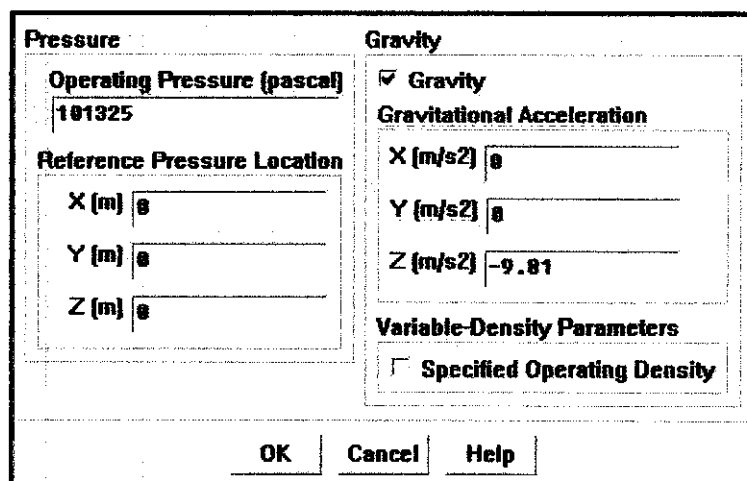 Pressure
Operating Pressure (pascal)
101325
Reference Pressure Location
X (m) 0
Y (m) 0
Z (m) 0
Gravity
Gravity
Gravitational Acceleration
X (m/s2) 0
Y (m/s2) 0
Z (m/s2) -9.81
Variable-Density Parameters
Specified Operating Density
OK Cancel Help